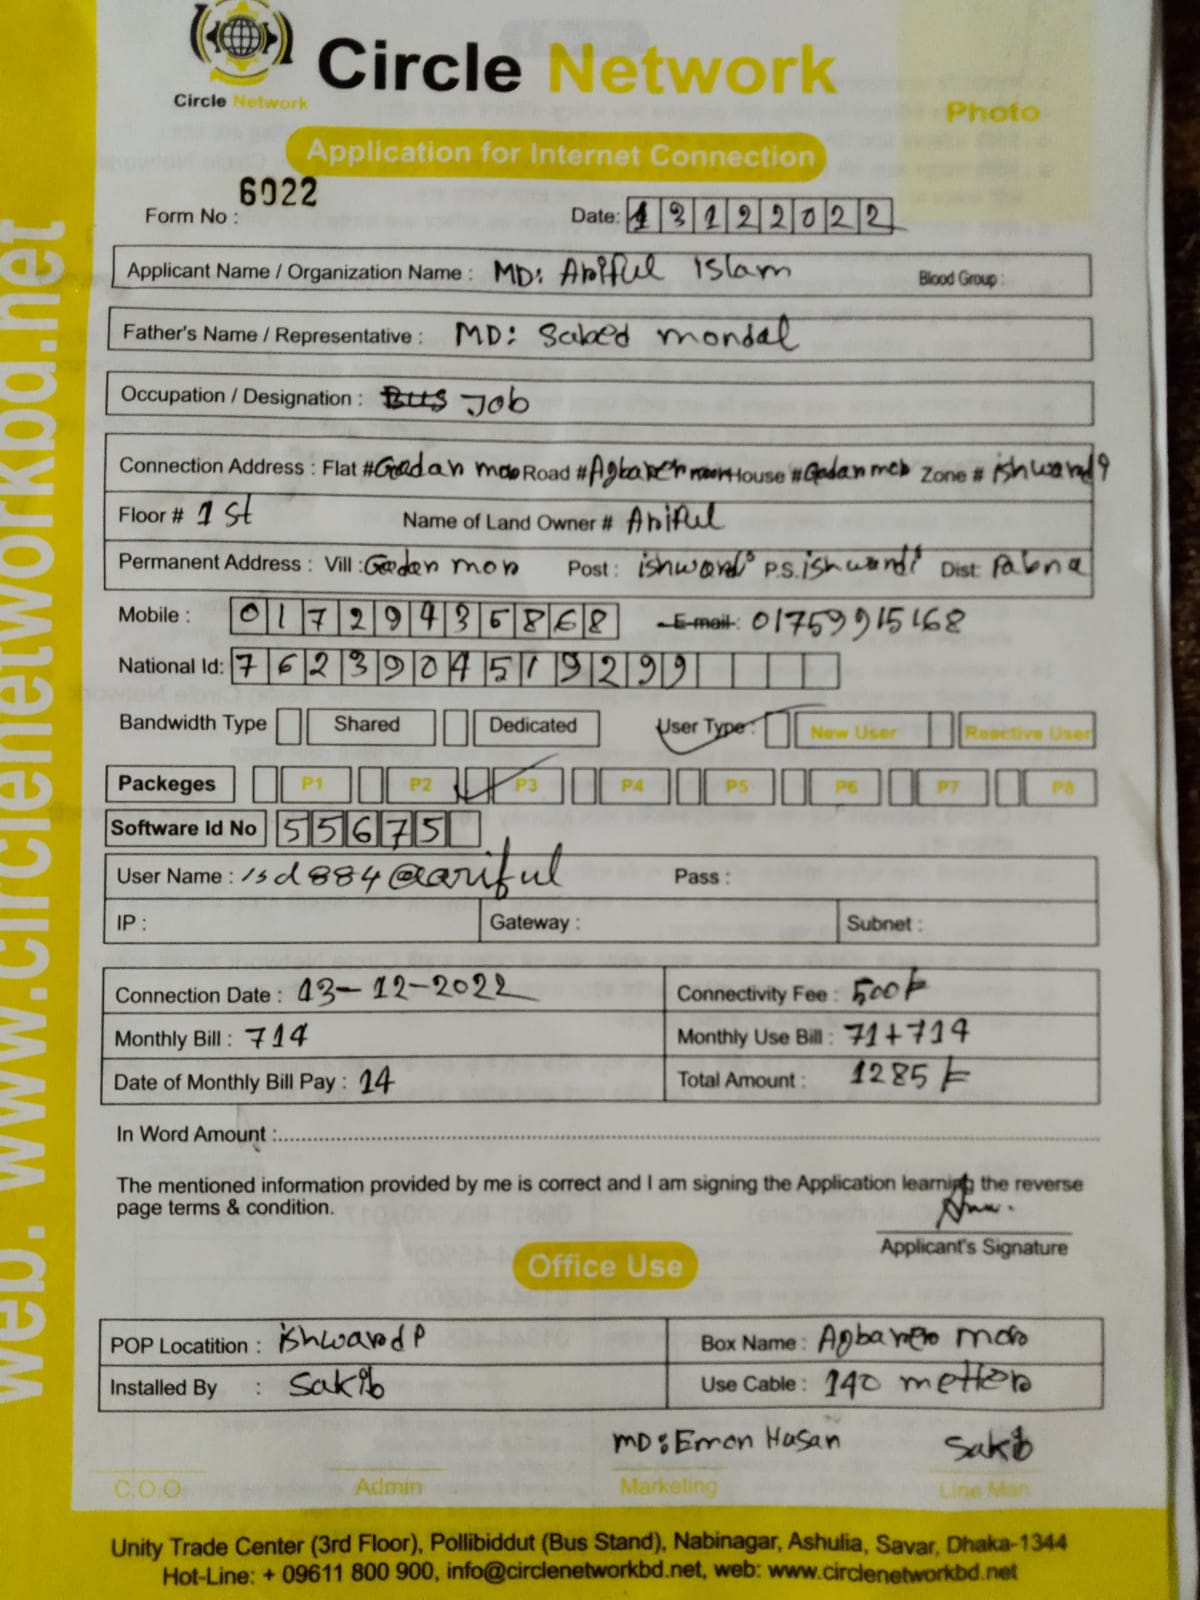 Circle Network
Circle Network
Photo
Application for Internet Connection
Form No : 6022
Date: 13122022
Applicant Name / Organization Name : MD: Ariful Islam Blood Group :
Father's Name / Representative : MD: Sabed mondal
Occupation / Designation : Bus Job
Connection Address : Flat # Road # House # Zone #
Floor # 1st Name of Land Owner # Ariful
Permanent Address : Vill : Post : ishwardi P.S. ishwardi Dist: Pabna
Mobile : E-mail : 01759915168
National Id: 7623904519299
Bandwidth Type Shared Dedicated User Type : New User Reactive User
Packeges P1 P2 P3 P4 P5 P6 P7 P8
Software Id No 55675
User Name : isd884@ariful Pass :
IP : Gateway : Subnet :
Connection Date : 13-12-2022 Connectivity Fee : 500/-
Monthly Bill : 714 Monthly Use Bill : 71+714
Date of Monthly Bill Pay : 14 Total Amount : 1285/-
In Word Amount :
The mentioned information provided by me is correct and I am signing the Application learning the reverse
page terms & condition.
Applicant's Signature
Office Use
POP Locatition : ishwardi Box Name :
Installed By : Sakib Use Cable : 140
MD: Emon Hasan Sakib
C.O.O. Admin Marketing Line Man
Unity Trade Center (3rd Floor), Pollibiddut (Bus Stand), Nabinagar, Ashulia, Savar, Dhaka-1344
Hot-Line: + 09611 800 900, info@circlenetworkbd.net, web: www.circlenetworkbd.net
web: www.circlenetworkbd.net